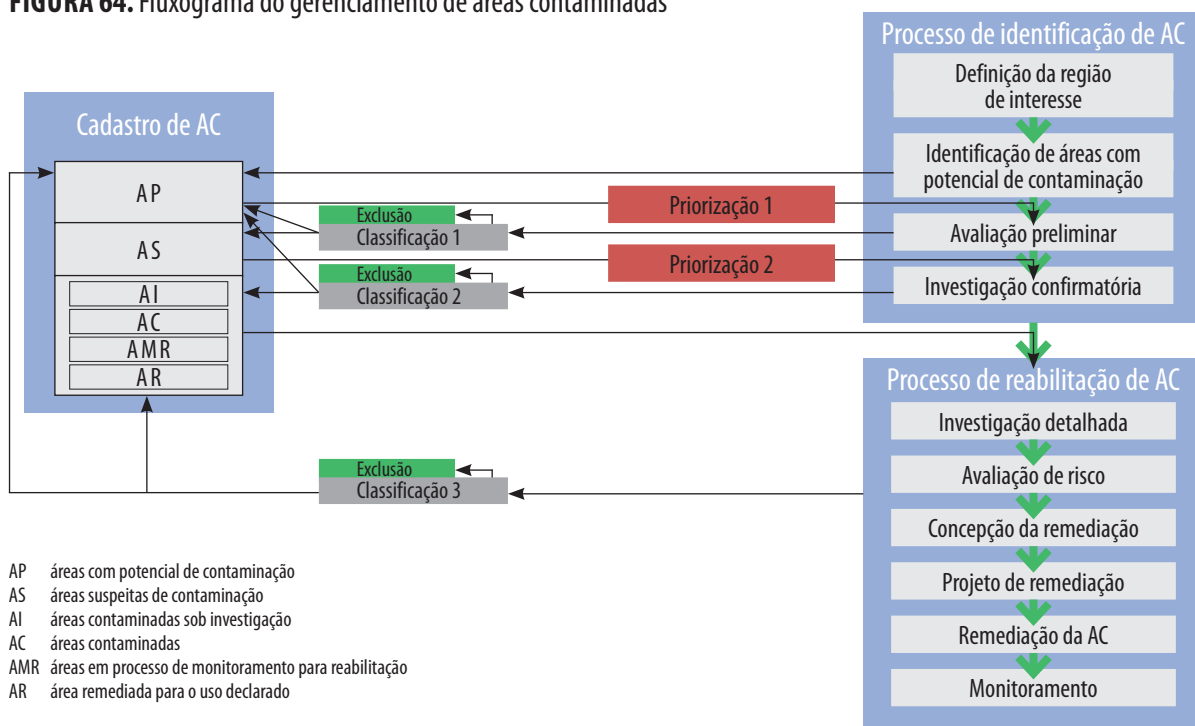 FIGURA 64. Fluxograma do gerenciamento de áreas contaminadas
Cadastro de AC
AP
AS
AI
AC
AMR
AR
Exclusão
Classificação 1
Exclusão
Classificação 2
Priorização 1
Priorização 2
Exclusão
Classificação 3
Processo de identificação de AC
Definição da região
de interesse
Identificação de áreas com
potencial de contaminação
Avaliação preliminar
Investigação confirmatória
Processo de reabilitação de AC
Investigação detalhada
Avaliação de risco
Concepção da remediação
Projeto de remediação
Remediação da AC
Monitoramento
AP áreas com potencial de contaminação
AS áreas suspeitas de contaminação
AI áreas contaminadas sob investigação
AC áreas contaminadas
AMR áreas em processo de monitoramento para reabilitação
AR área remediada para o uso declarado